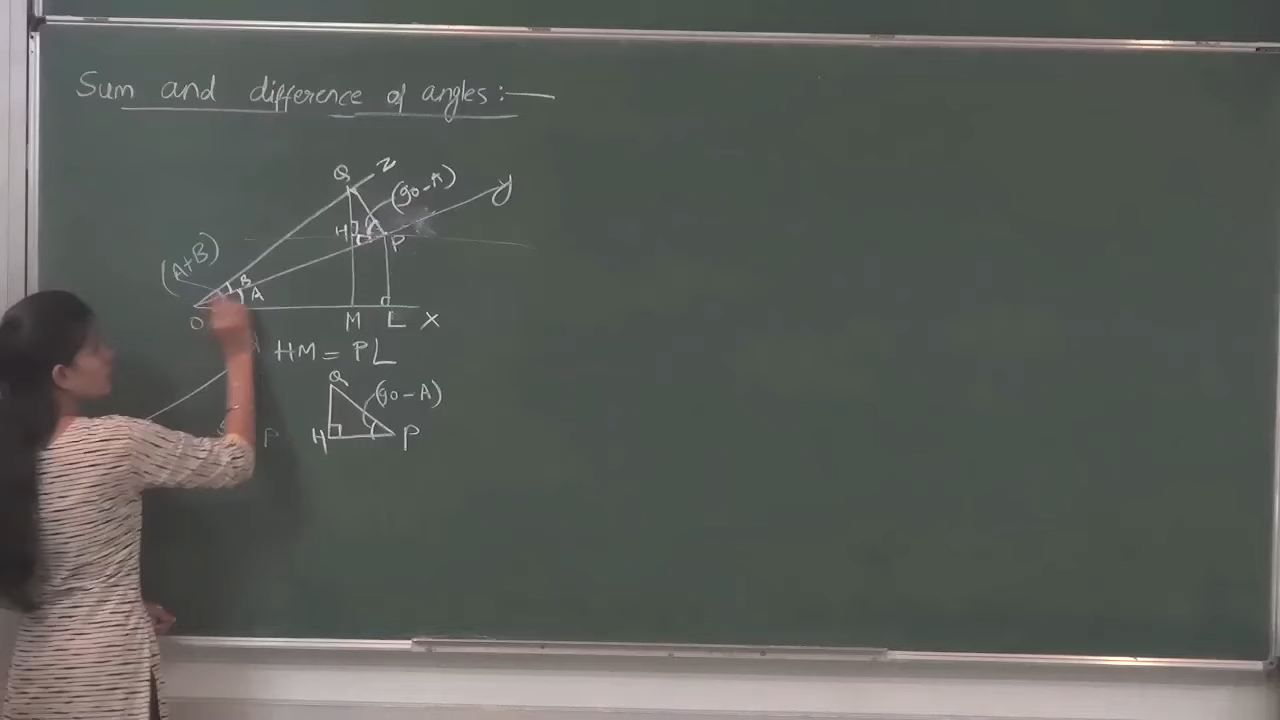 Sum and difference of angles:—
Q Z
(90-A)
y
H P
(A+B)
B
A
O M L X
HM = PL
Q
(90-A)
P H P